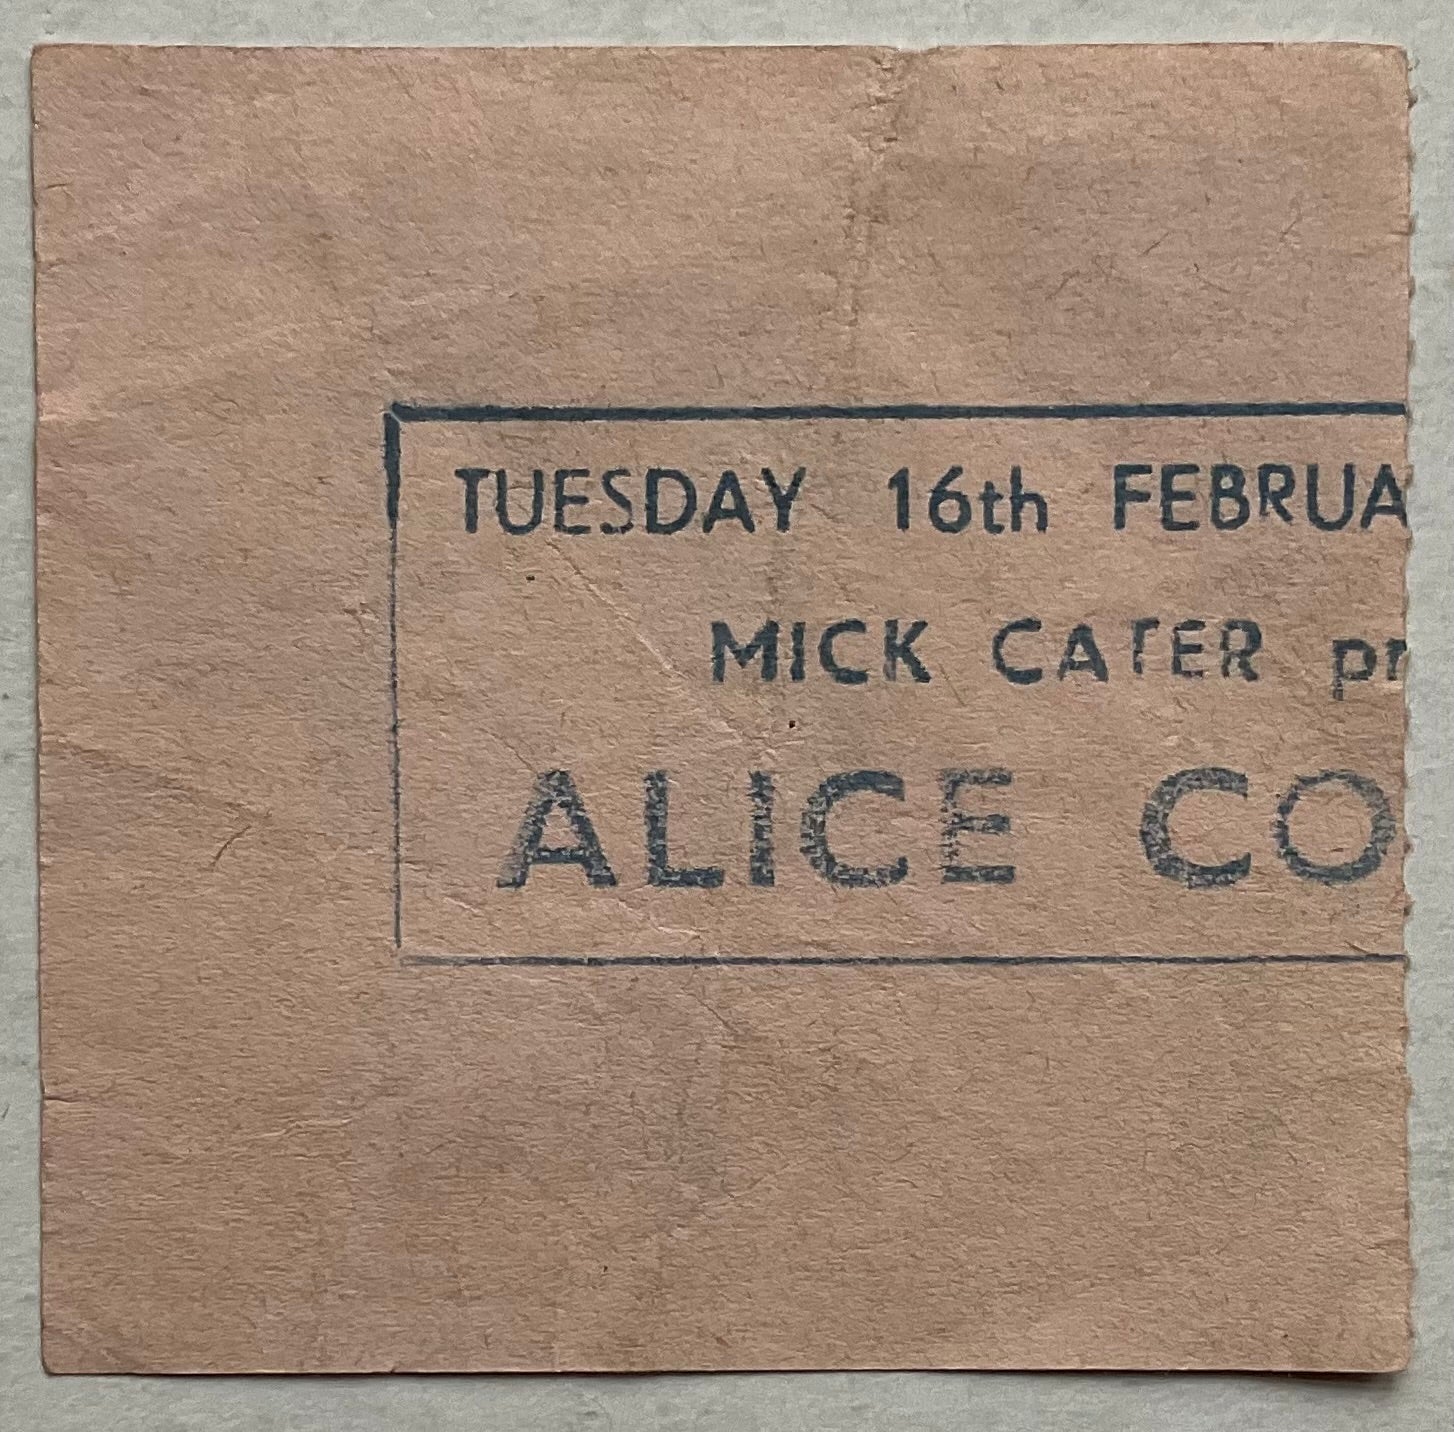 TUESDAY 16th FEBRUA
MICK CATER pr
ALICE CO